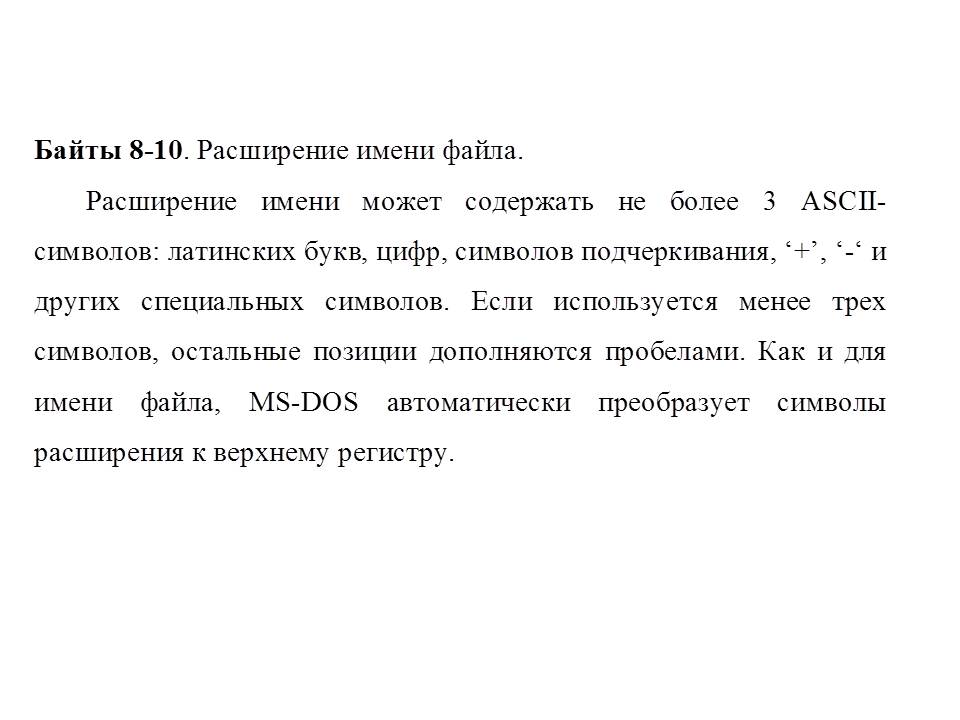 Байты 8-10. Расширение имени файла.
Расширение имени может содержать не более 3 ASCII-
символов: латинских букв, цифр, символов подчеркивания, ‘+’, ‘-‘ и
других специальных символов. Если используется менее трех
символов, остальные позиции дополняются пробелами. Как и для
имени файла, MS-DOS автоматически преобразует символы
расширения к верхнему регистру.